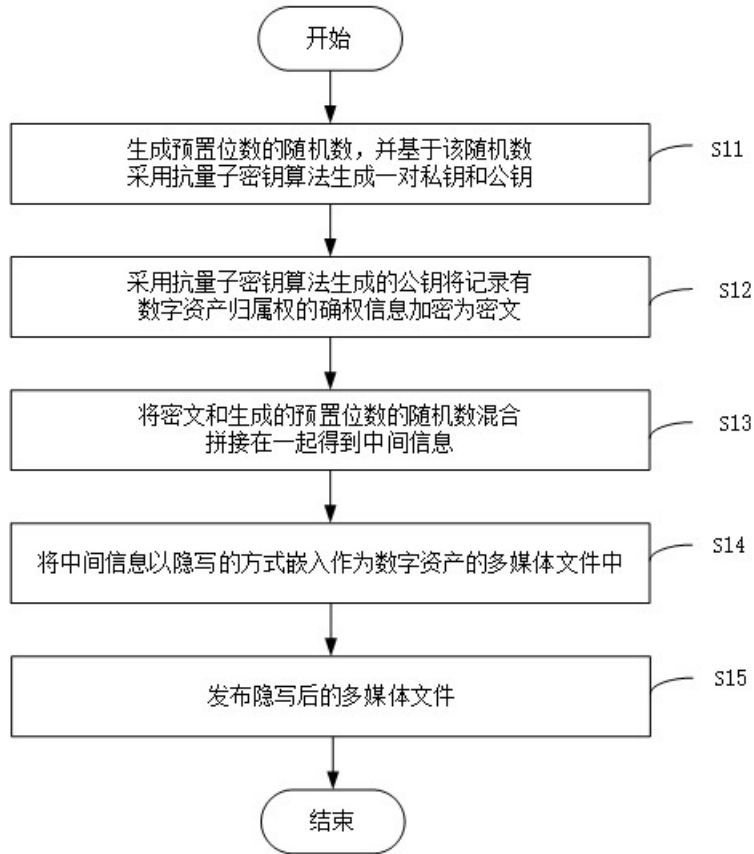 开始
生成预置位数的随机数，并基于该随机数
采用抗量子密钥算法生成一对私钥和公钥
S11
采用抗量子密钥算法生成的公钥将记录有
数字资产归属权的确权信息加密为密文
S12
将密文和生成的预置位数的随机数混合
拼接在一起得到中间信息
S13
将中间信息以隐写的方式嵌入作为数字资产的多媒体文件中
S14
发布隐写后的多媒体文件
S15
结束